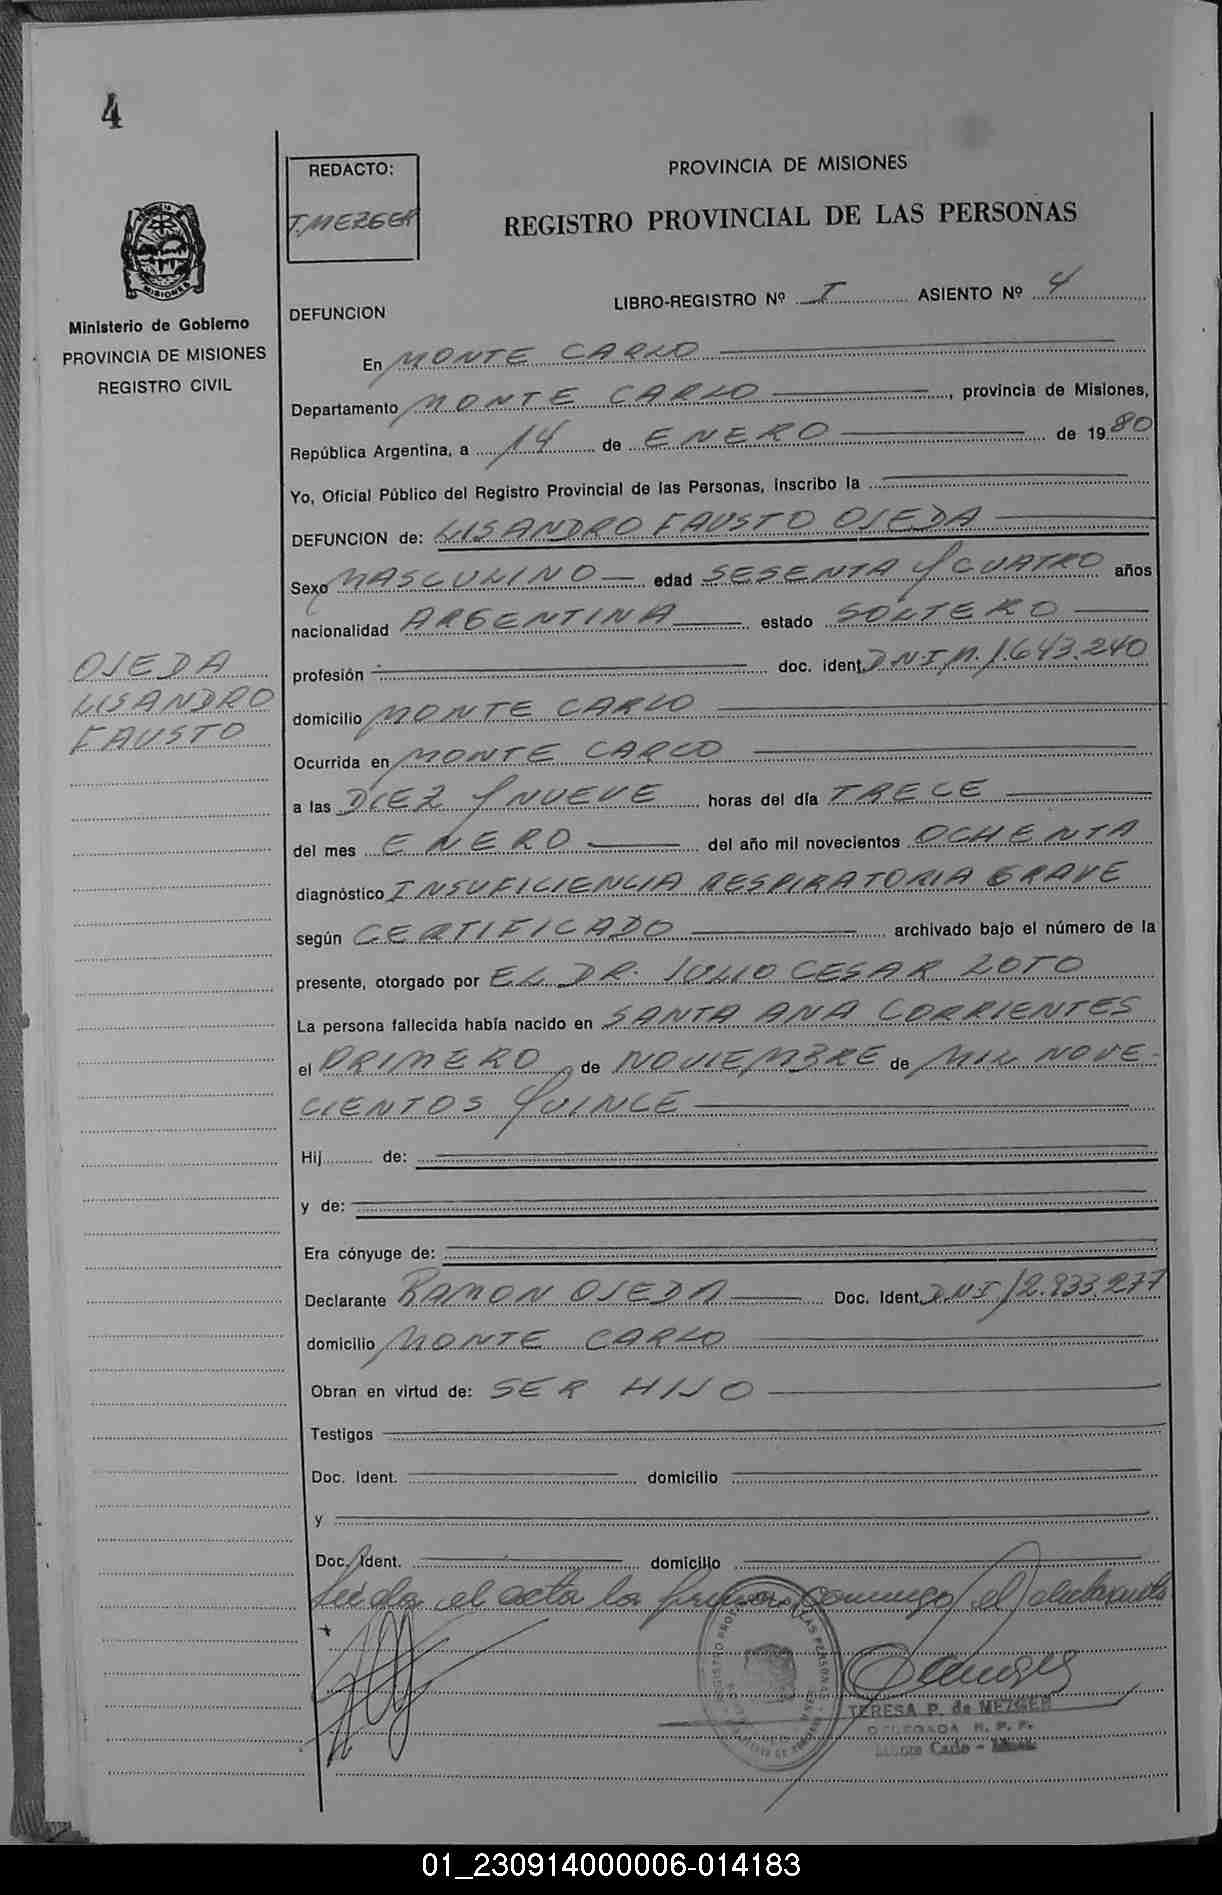 4
REDACTO:
T. MEZGER
PROVINCIA DE MISIONES
REGISTRO PROVINCIAL DE LAS PERSONAS
MISIONES
Ministerio de Gobierno
PROVINCIA DE MISIONES
REGISTRO CIVIL
DEFUNCION
LIBRO-REGISTRO Nº I ASIENTO Nº 4
En MONTE CARLO
Departamento MONTE CARLO, provincia de Misiones,
República Argentina, a 14 de ENERO de 1980
Yo, Oficial Público del Registro Provincial de las Personas, inscribo la
DEFUNCION de: LISANDRO FAUSTO OJEDA
Sexo MASCULINO edad SESENTA Y CUATRO años
nacionalidad ARGENTINA estado SOLTERO
OJEDA
LISANDRO
FAUSTO
profesión doc. ident. DNI N. 1.643.240
domicilio MONTE CARLO
Ocurrida en MONTE CARLO
a las DIEZ Y NUEVE horas del día TRECE
del mes ENERO del año mil novecientos OCHENTA
diagnóstico INSUFICIENCIA RESPIRATORIA GRAVE
según CERTIFICADO archivado bajo el número de la
presente, otorgado por EL DR. JULIO CESAR LOTO
La persona fallecida había nacido en SANTA ANA CORRIENTES
el PRIMERO de NOVIEMBRE de MIL NOVE-
CIENTOS QUINCE
Hij de:
y de:
Era cónyuge de:
Declarante RAMON OJEDA Doc. Ident. DNI 12.833.277
domicilio MONTE CARLO
Obran en virtud de: SER HIJO
Testigos
Doc. Ident. domicilio
y
Doc. Ident. domicilio
Leida el acta la firman conmigo el declarante
TERESA P. de MEZGER
DELEGADA R. P. P.
Monte Carlo - Mnes.
01_230914000006-014183